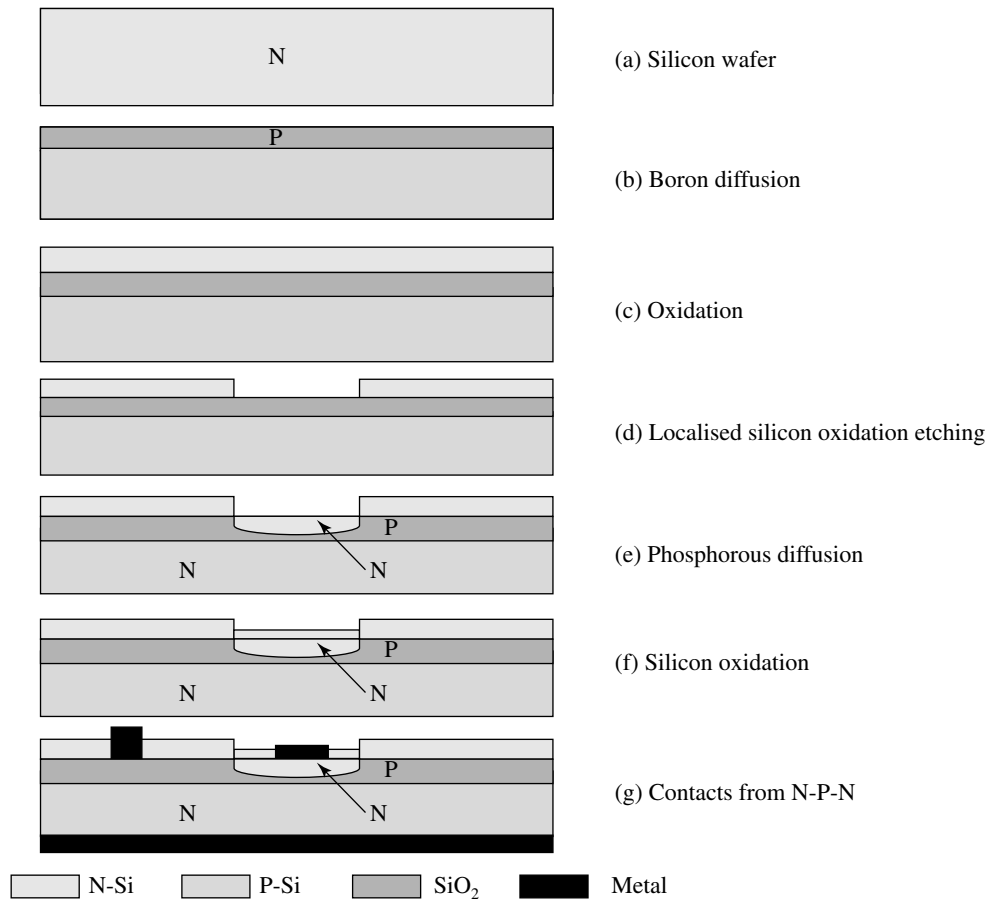 N
(a) Silicon wafer
P
(b) Boron diffusion
(c) Oxidation
(d) Localised silicon oxidation etching
P
N
N
(e) Phosphorous diffusion
P
N
N
(f) Silicon oxidation
P
N
N
(g) Contacts from N-P-N
N-Si P-Si SiO₂ Metal